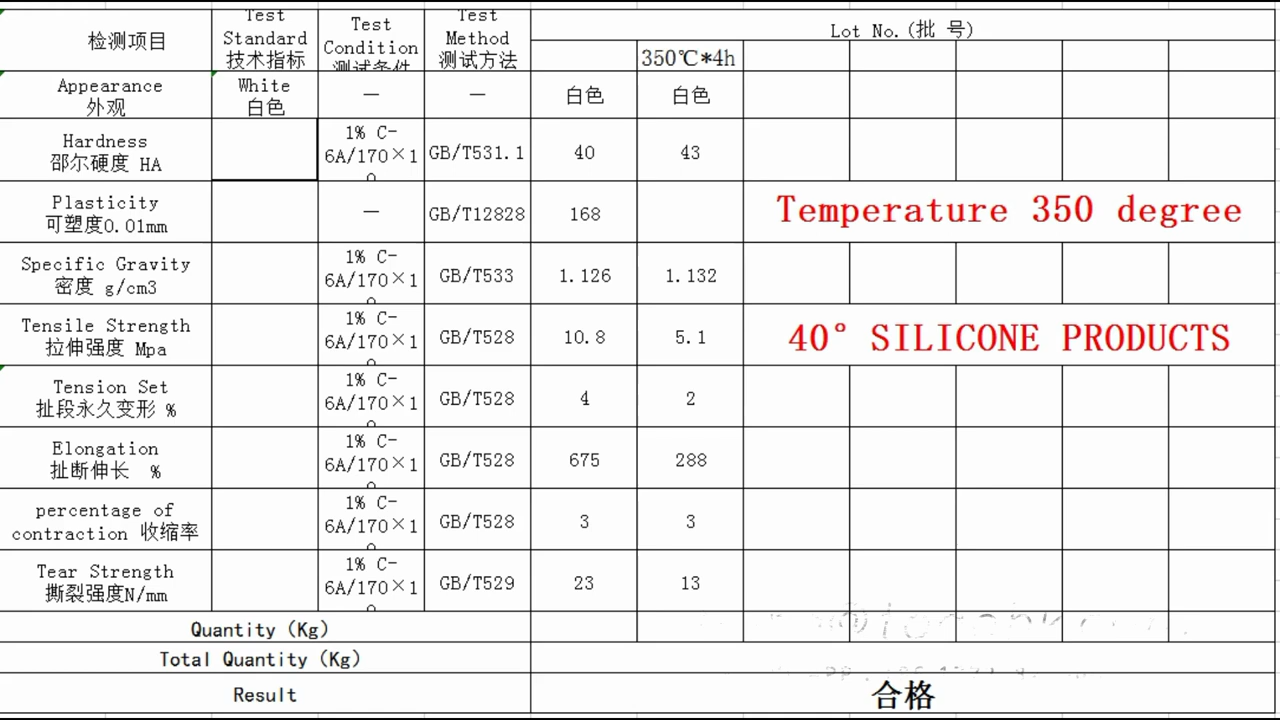 检测项目
Test
Standard
技术指标
Test
Condition
测试条件
Test
Method
测试方法
Lot No.(批 号)
350℃*4h
Appearance
外观
White
白色
—
—
白色
白色
Hardness
邵尔硬度 HA
1% C-
6A/170×1
GB/T531.1
40
43
Plasticity
可塑度0.01mm
—
GB/T12828
168
Temperature 350 degree
Specific Gravity
密度 g/cm3
1% C-
6A/170×1
GB/T533
1.126
1.132
Tensile Strength
拉伸强度 Mpa
1% C-
6A/170×1
GB/T528
10.8
5.1
40° SILICONE PRODUCTS
Tension Set
扯段永久变形 %
1% C-
6A/170×1
GB/T528
4
2
Elongation
扯断伸长 %
1% C-
6A/170×1
GB/T528
675
288
percentage of
contraction 收缩率
1% C-
6A/170×1
GB/T528
3
3
Tear Strength
撕裂强度N/mm
1% C-
6A/170×1
GB/T529
23
13
Quantity (Kg)
Total Quantity (Kg)
Result
合格